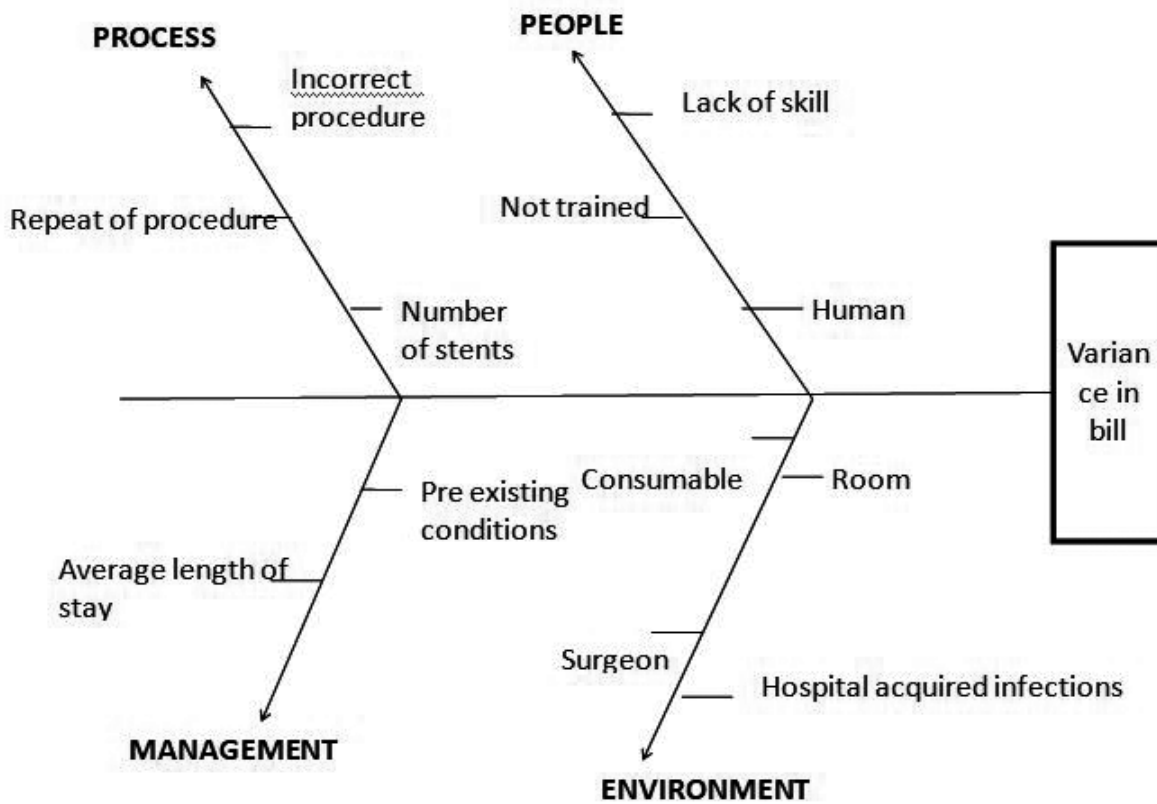 PROCESS
PEOPLE
Incorrect
procedure
Lack of skill
Repeat of procedure
Not trained
Number
of stents
Human
Varian
ce in
bill
Consumable
Room
Pre existing
conditions
Average length of
stay
Surgeon
Hospital acquired infections
MANAGEMENT
ENVIRONMENT